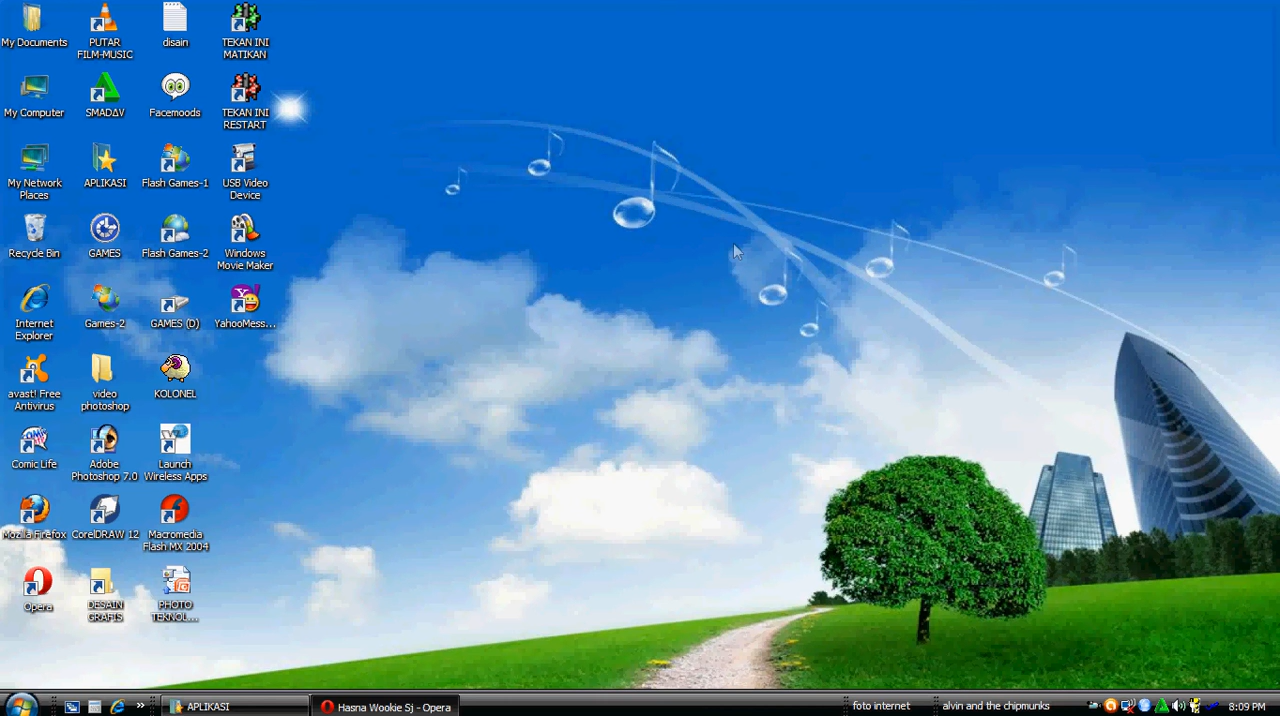 My Documents
PUTAR
FILM-MUSIC
disain
TEKAN INI
MATIKAN
My Computer
SMADΔV
Facemoods
TEKAN INI
RESTART
My Network
Places
APLIKASI
Flash Games-1
USB Video
Device
Recycle Bin
GAMES
Flash Games-2
Windows
Movie Maker
Internet
Explorer
Games-2
GAMES (D)
YahooMess...
avast! Free
Antivirus
video
photoshop
KOLONEL
Comic Life
Adobe
Photoshop 7.0
Launch
Wireless Apps
Mozilla Firefox
CorelDRAW 12
Macromedia
Flash MX 2004
Opera
DESAIN
GRAFIS
PHOTO
TEKNOL...
APLIKASI
Hasna Wookie Sj - Opera
foto internet
alvin and the chipmunks
8:09 PM